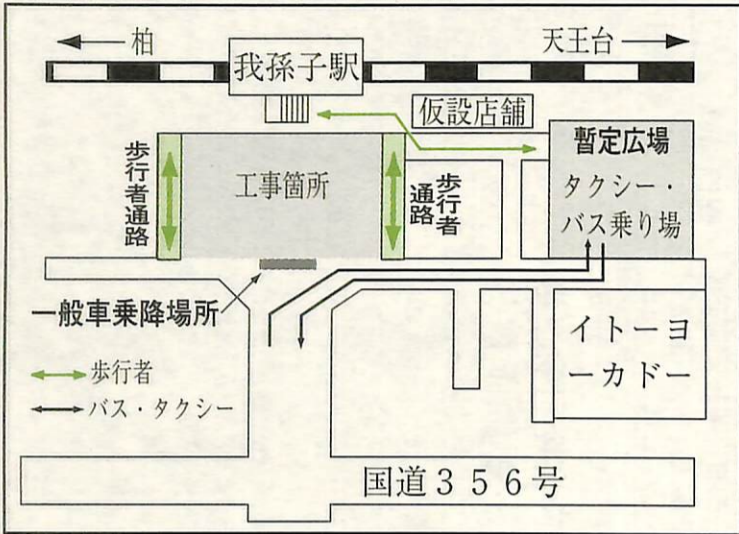 柏
天王台
我孫子駅
仮設店舗
暫定広場
タクシー・
バス乗り場
歩行者通路
工事箇所
歩行者
通路
一般車乗降場所
イトーヨ
ーカドー
歩行者
バス・タクシー
国道356号